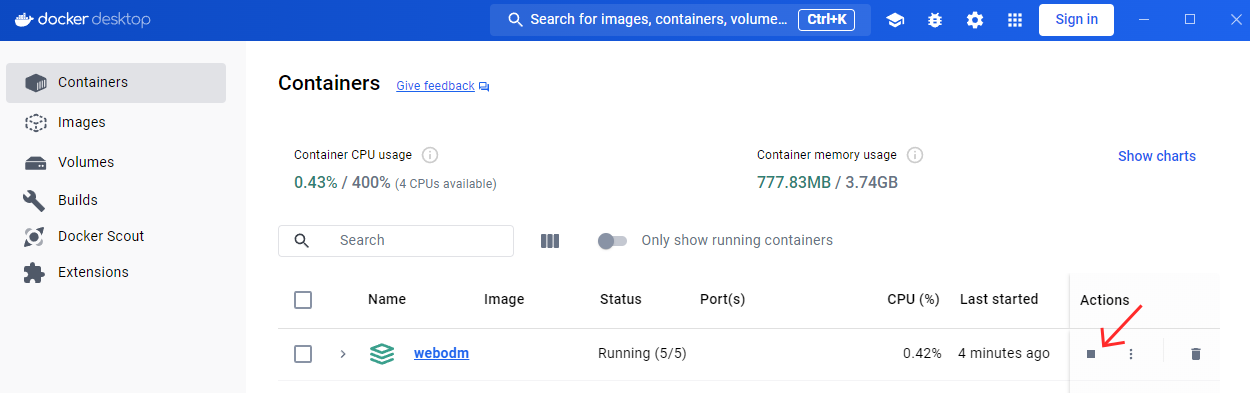 docker desktop
Search for images, containers, volume... Ctrl+K
Sign in
Containers
Images
Volumes
Builds
Docker Scout
Extensions
Containers Give feedback
Container CPU usage
0.43% / 400% (4 CPUs available)
Container memory usage
777.83MB / 3.74GB
Show charts
Search
Only show running containers
Name Image Status Port(s) CPU (%) Last started Actions
webodm Running (5/5) 0.42% 4 minutes ago